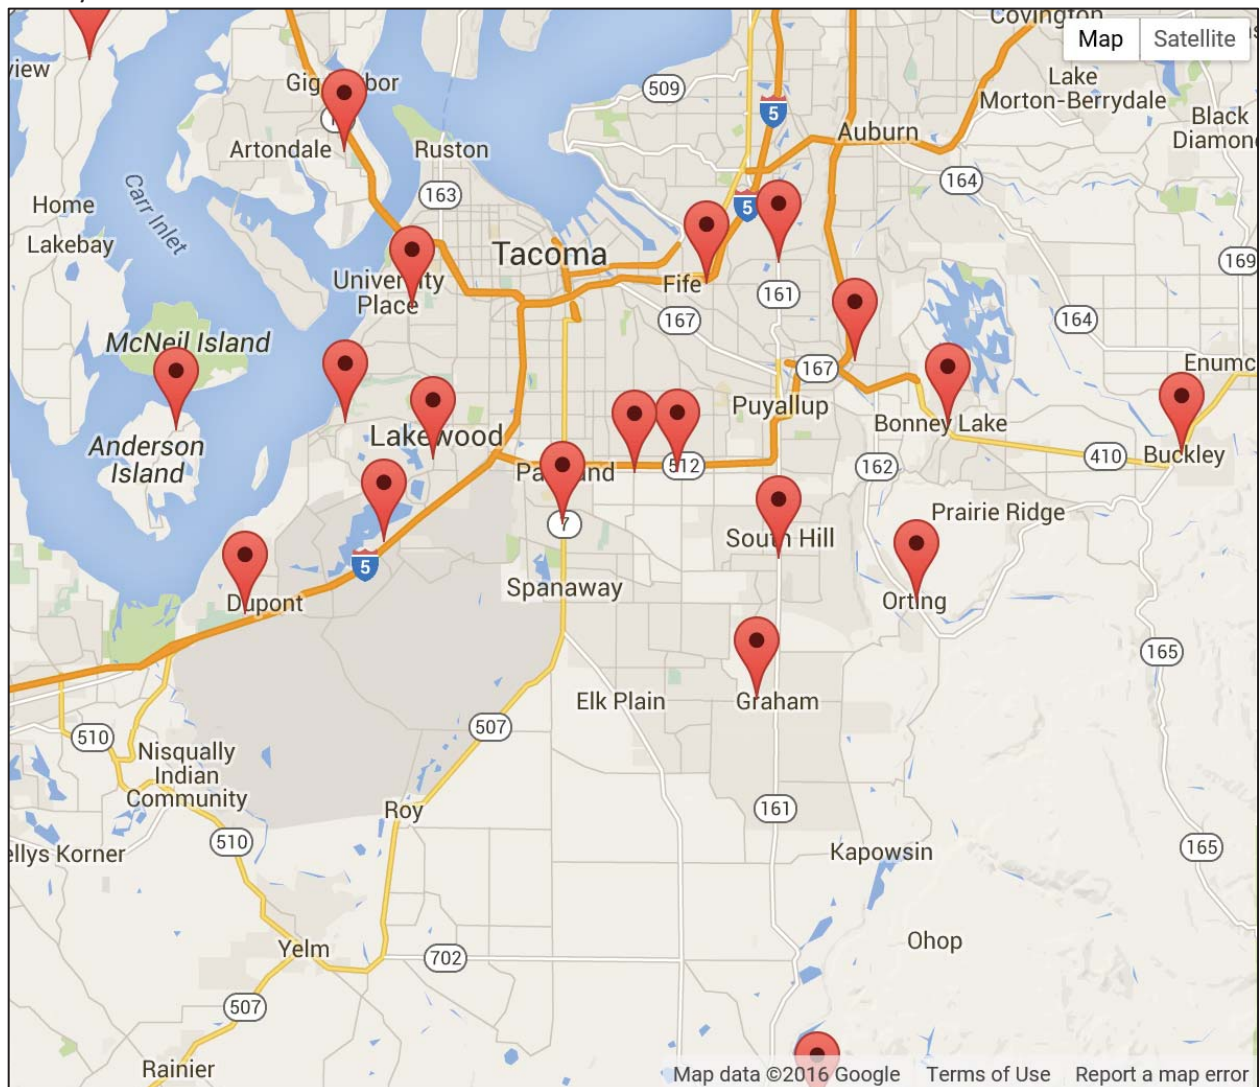 Covington
Map Satellite
view
Gig Harbor
509
Lake
Morton-Berrydale
5
Auburn
Black
Diamond
Artondale
Ruston
163
164
Carr Inlet
Home
Lakebay
5
Tacoma
169
University
Place
Fife
161
167
164
McNeil Island
Enumc
167
Puyallup
Lakewood
Bonney Lake
Anderson
Island
Parkland
512
162
410
Buckley
7
Prairie Ridge
South Hill
5
Spanaway
Dupont
Orting
165
Elk Plain
Graham
510
507
Nisqually
Indian
Community
Roy
161
510
ellys Korner
Kapowsin
165
Yelm
702
Ohop
507
Rainier
Map data ©2016 Google Terms of Use Report a map error